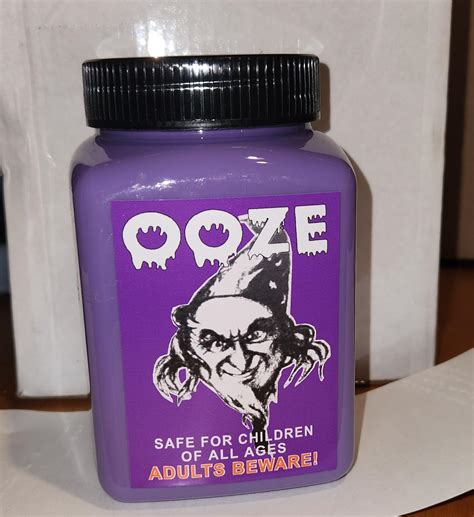 OOZE
SAFE FOR CHILDREN
OF ALL AGES
ADULTS BEWARE!